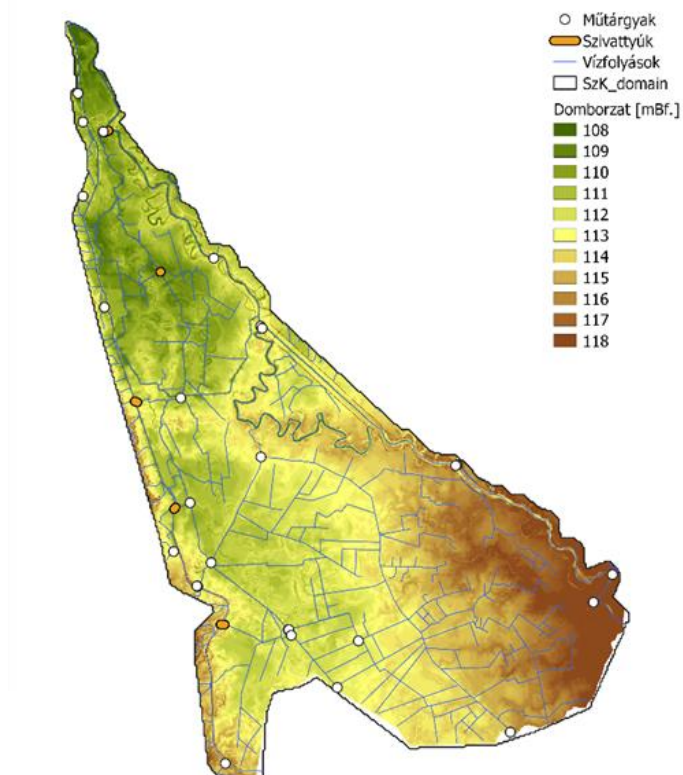 Műtárgyak
Szivattyúk
Vízfolyások
SzK_domain
Domborzat [mBf.]
108
109
110
111
112
113
114
115
116
117
118